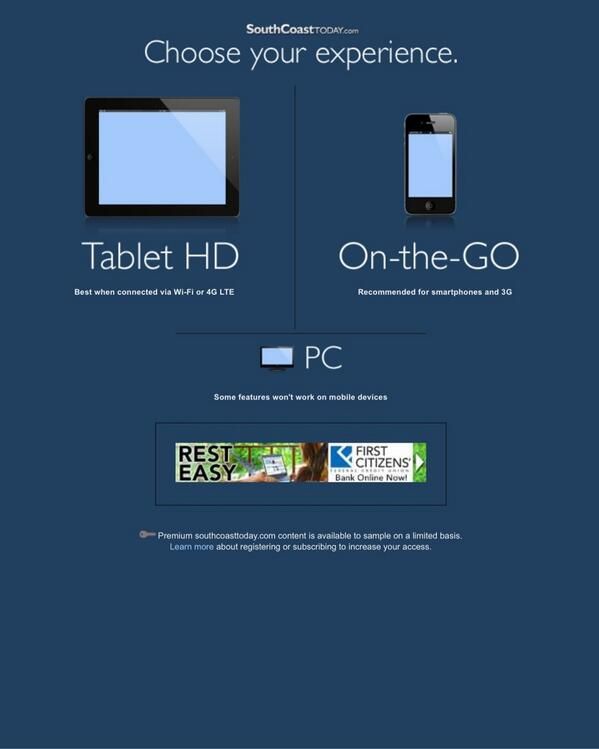 SouthCoastTODAY.com
Choose your experience.
Tablet HD
On-the-GO
Best when connected via Wi-Fi or 4G LTE
Recommended for smartphones and 3G
PC
Some features won't work on mobile devices
REST
EASY
FIRST
CITIZENS'
FEDERAL CREDIT UNION
Bank Online Now!
Premium southcoasttoday.com content is available to sample on a limited basis.
Learn more about registering or subscribing to increase your access.